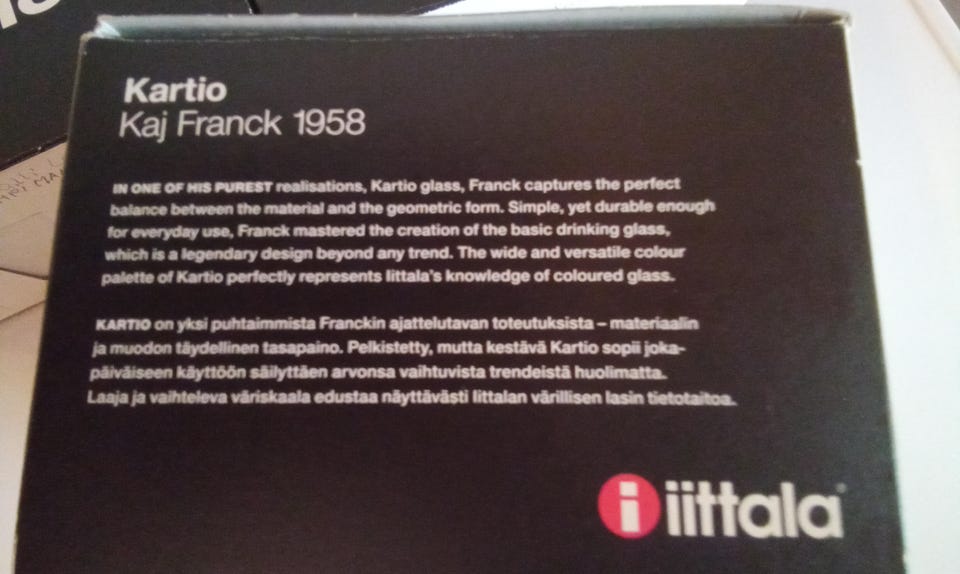 Kartio
Kaj Franck 1958
IN ONE OF HIS PUREST realisations, Kartio glass, Franck captures the perfect
balance between the material and the geometric form. Simple, yet durable enough
for everyday use, Franck mastered the creation of the basic drinking glass,
which is a legendary design beyond any trend. The wide and versatile colour
palette of Kartio perfectly represents Iittala's knowledge of coloured glass.
KARTIO on yksi puhtaimmista Franckin ajattelutavan toteutuksista – materiaalin
ja muodon täydellinen tasapaino. Pelkistetty, mutta kestävä Kartio sopii joka-
päiväiseen käyttöön säilyttäen arvonsa vaihtuvista trendeistä huolimatta.
Laaja ja vaihteleva väriskaala edustaa näyttävästi Iittalan värillisen lasin tietotaitoa.
i iittala